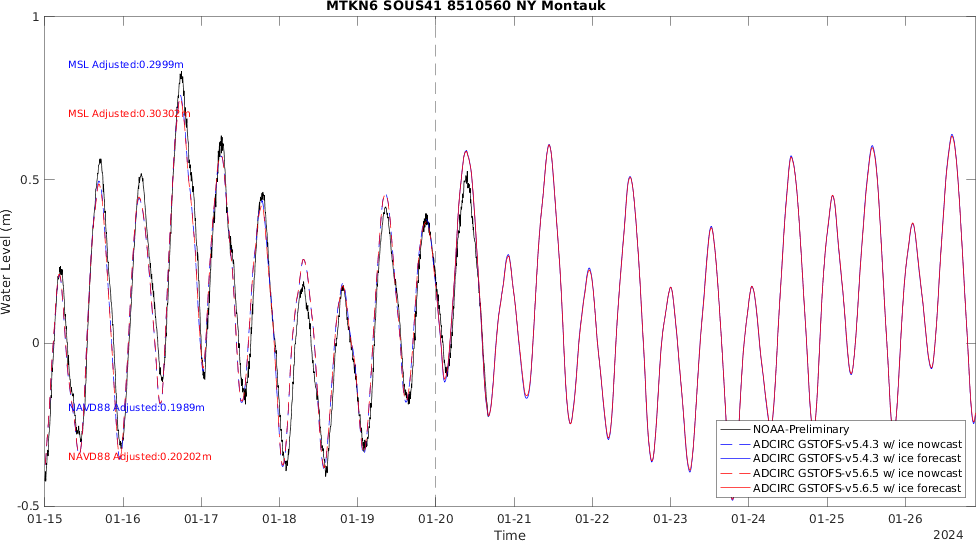 MTKN6 SOUS41 8510560 NY Montauk
Water Level (m)
1
0.5
0
-0.5
MSL Adjusted:0.2999m
MSL Adjusted:0.30302m
NAVD88 Adjusted:0.1989m
NAVD88 Adjusted:0.20202m
NOAA-Preliminary
ADCIRC GSTOFS-v5.4.3 w/ ice nowcast
ADCIRC GSTOFS-v5.4.3 w/ ice forecast
ADCIRC GSTOFS-v5.6.5 w/ ice nowcast
ADCIRC GSTOFS-v5.6.5 w/ ice forecast
01-15 01-16 01-17 01-18 01-19 01-20 01-21 01-22 01-23 01-24 01-25 01-26
Time
2024